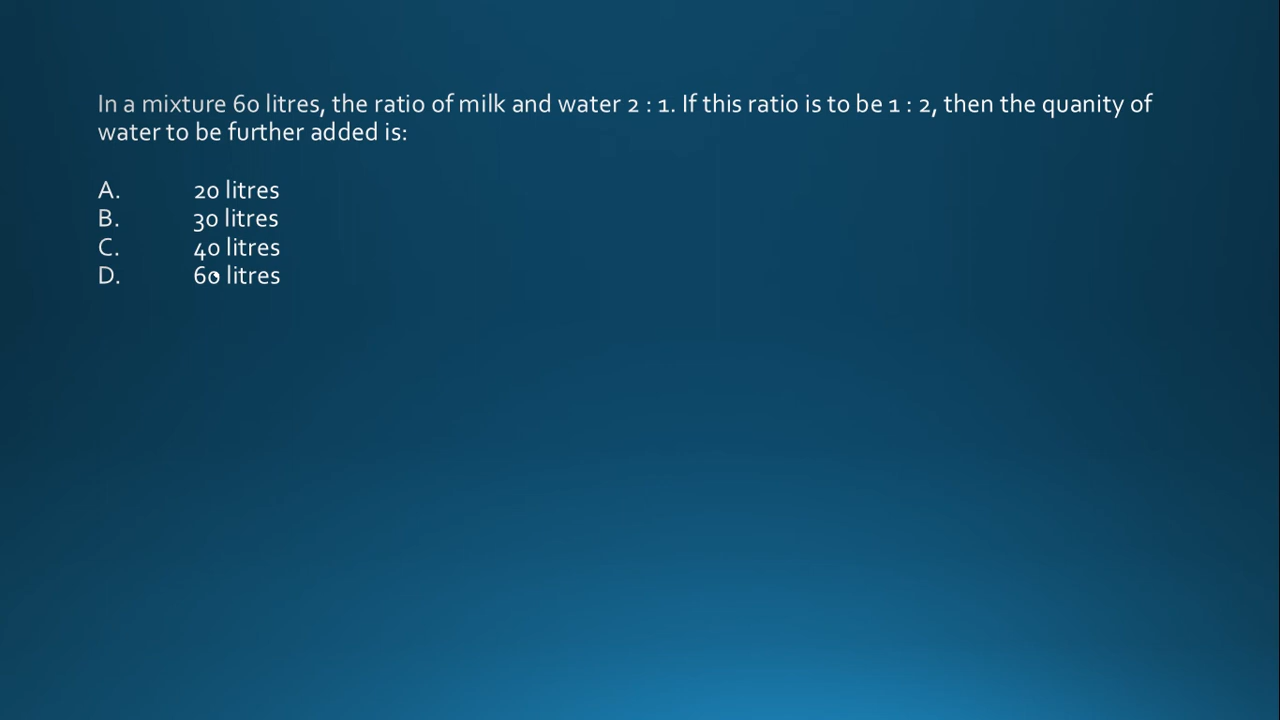 In a mixture 60 litres, the ratio of milk and water 2 : 1. If this ratio is to be 1 : 2, then the quanity of
water to be further added is:
A. 20 litres
B. 30 litres
C. 40 litres
D. 60 litres